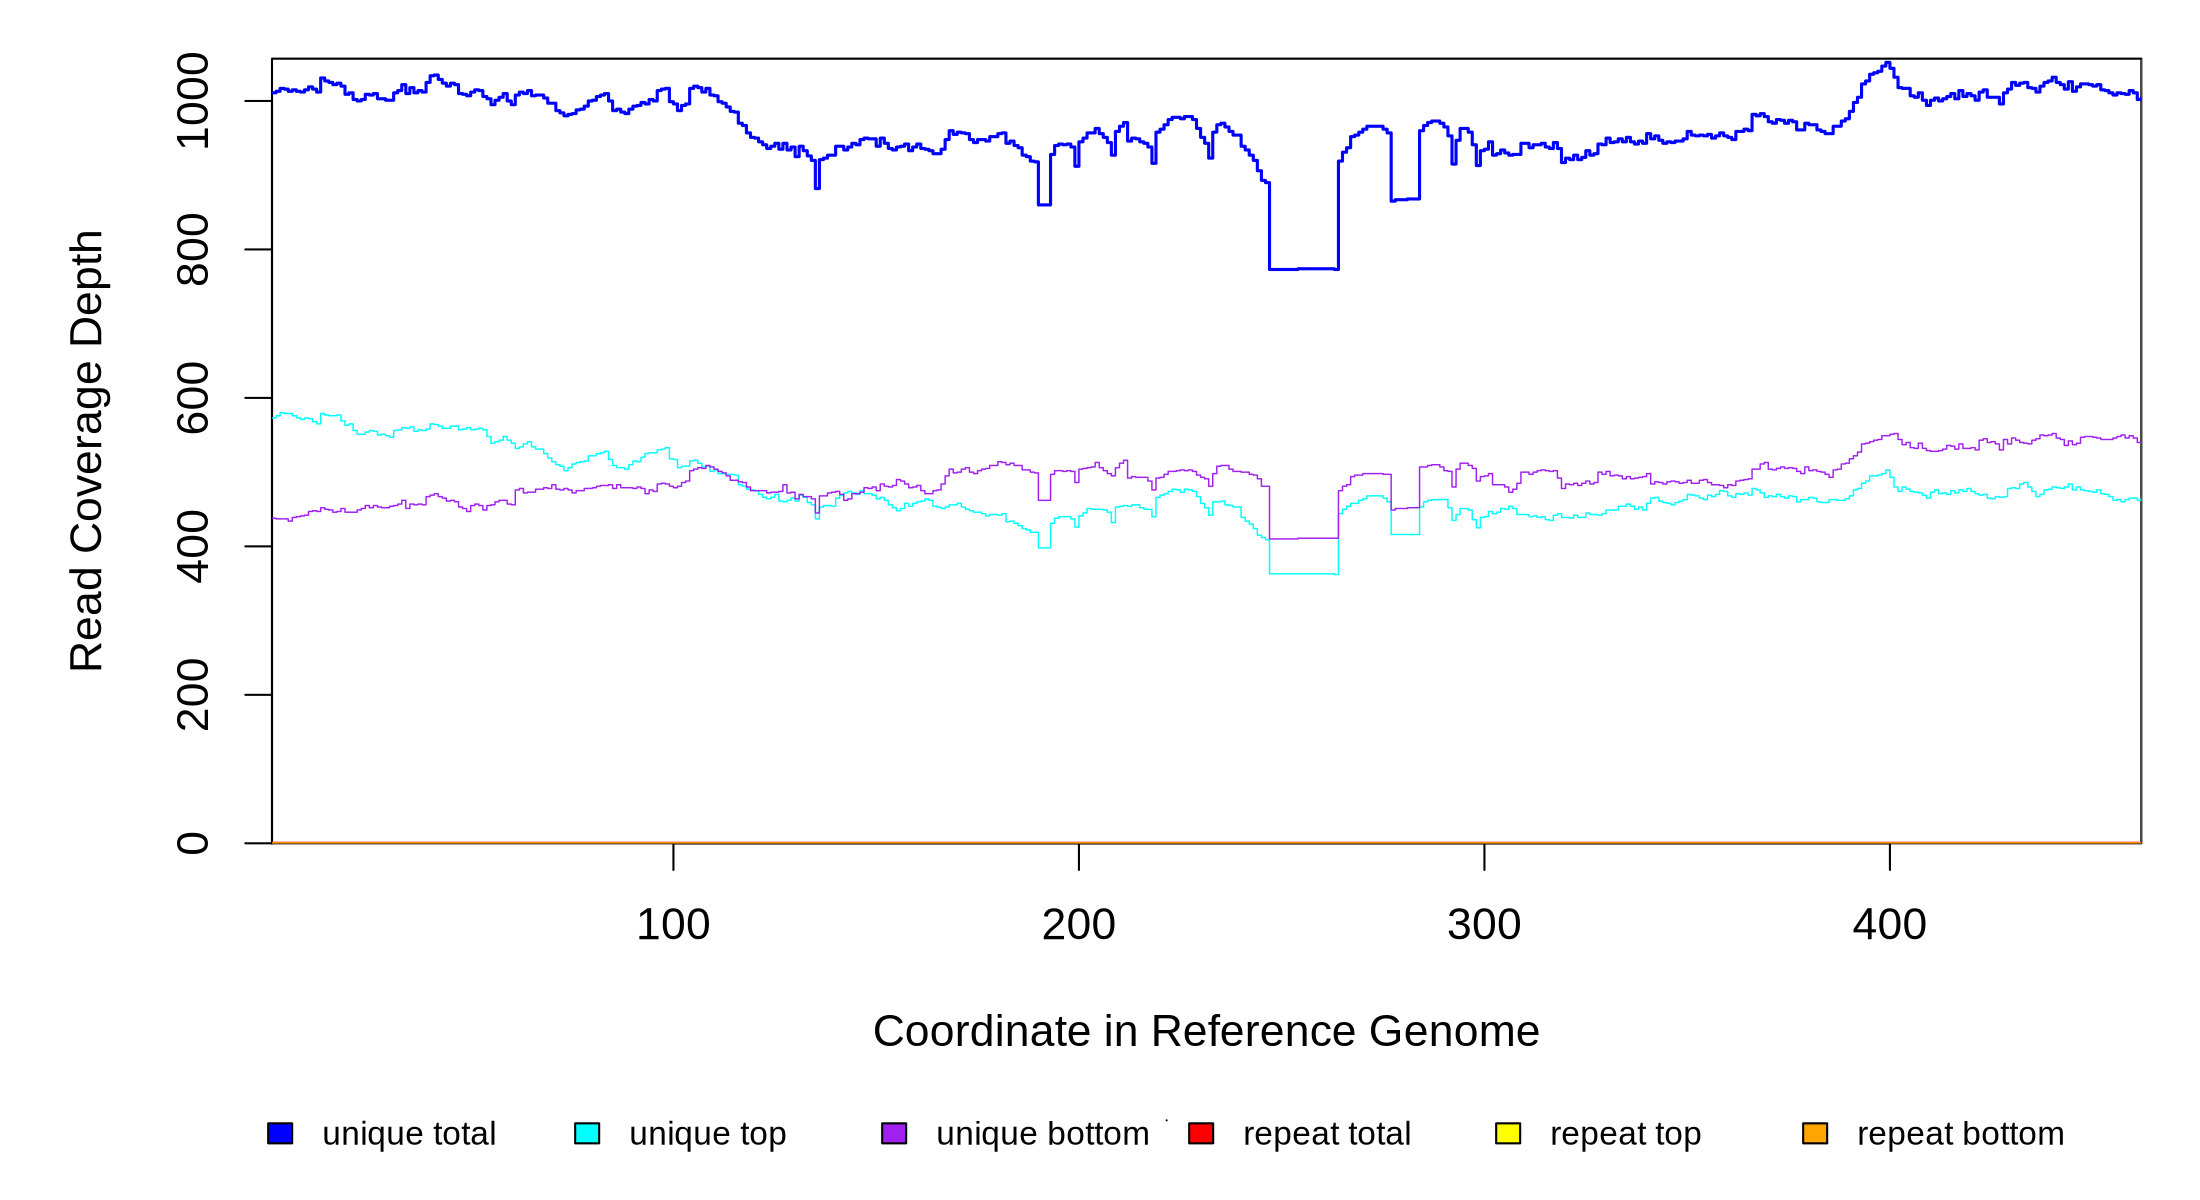 Read Coverage Depth
1000
800
600
400
200
0
100 200 300 400
Coordinate in Reference Genome
unique total unique top unique bottom repeat total repeat top repeat bottom